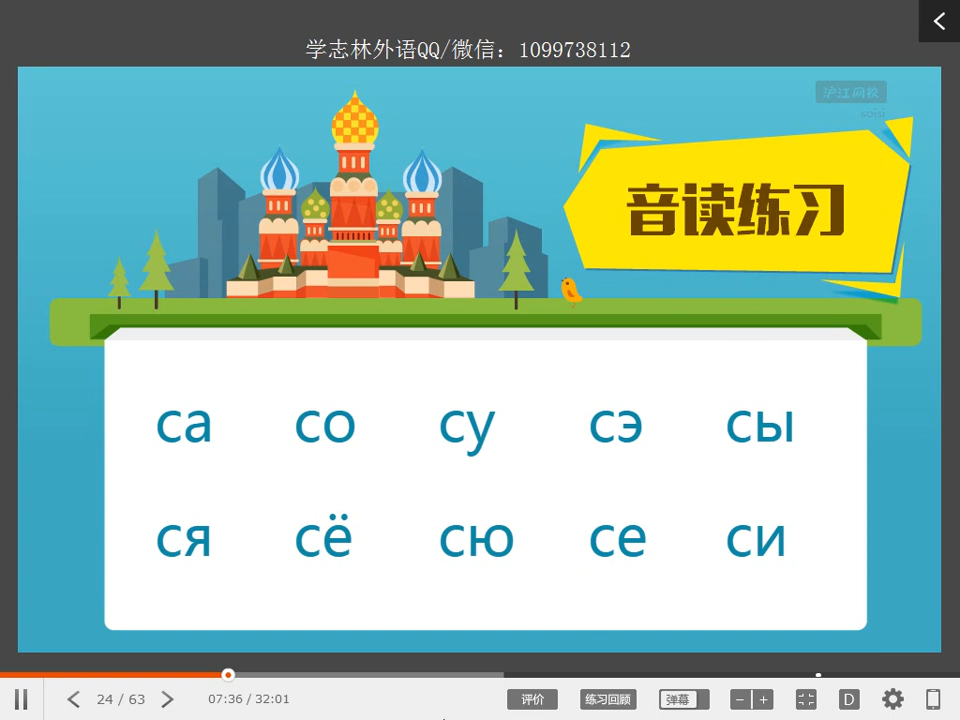 学志林外语QQ/微信：1099738112
沪江网校
音读练习
са со су сэ сы
ся сё сю се си
24 / 63
07:36 / 32:01
评价
练习回顾
弹幕
D